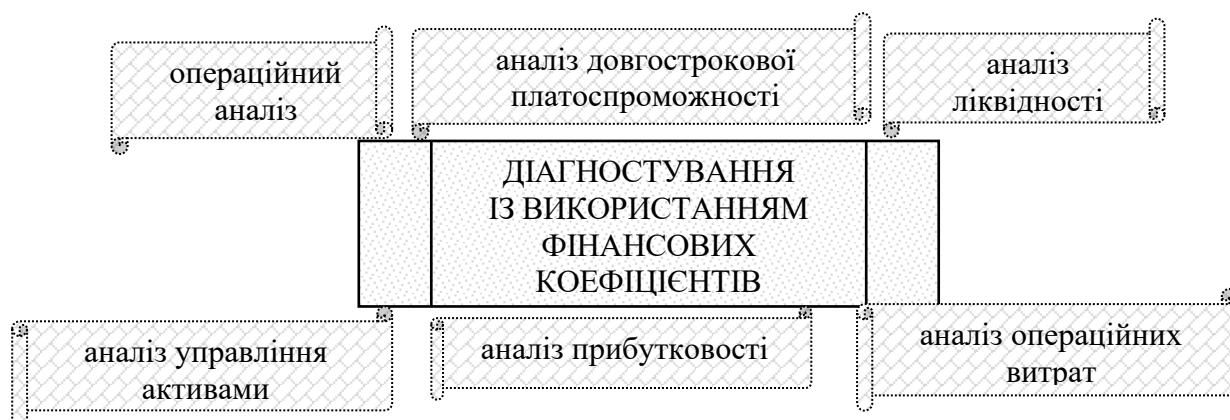 операційний
аналіз
аналіз довгострокової
платоспроможності
аналіз
ліквідності
ДІАГНОСТУВАННЯ
ІЗ ВИКОРИСТАННЯМ
ФІНАНСОВИХ
КОЕФІЦІЄНТІВ
аналіз управління
активами
аналіз прибутковості
аналіз операційних
витрат